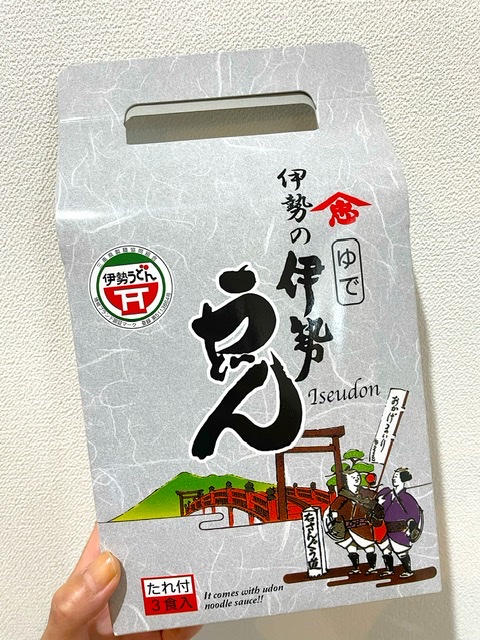 伊勢の
忠
ゆで
伊勢
うどん
Iseudon
伊勢うどん
おかげまいり
たれ付
3食入
It comes with udon
noodle sauce!!